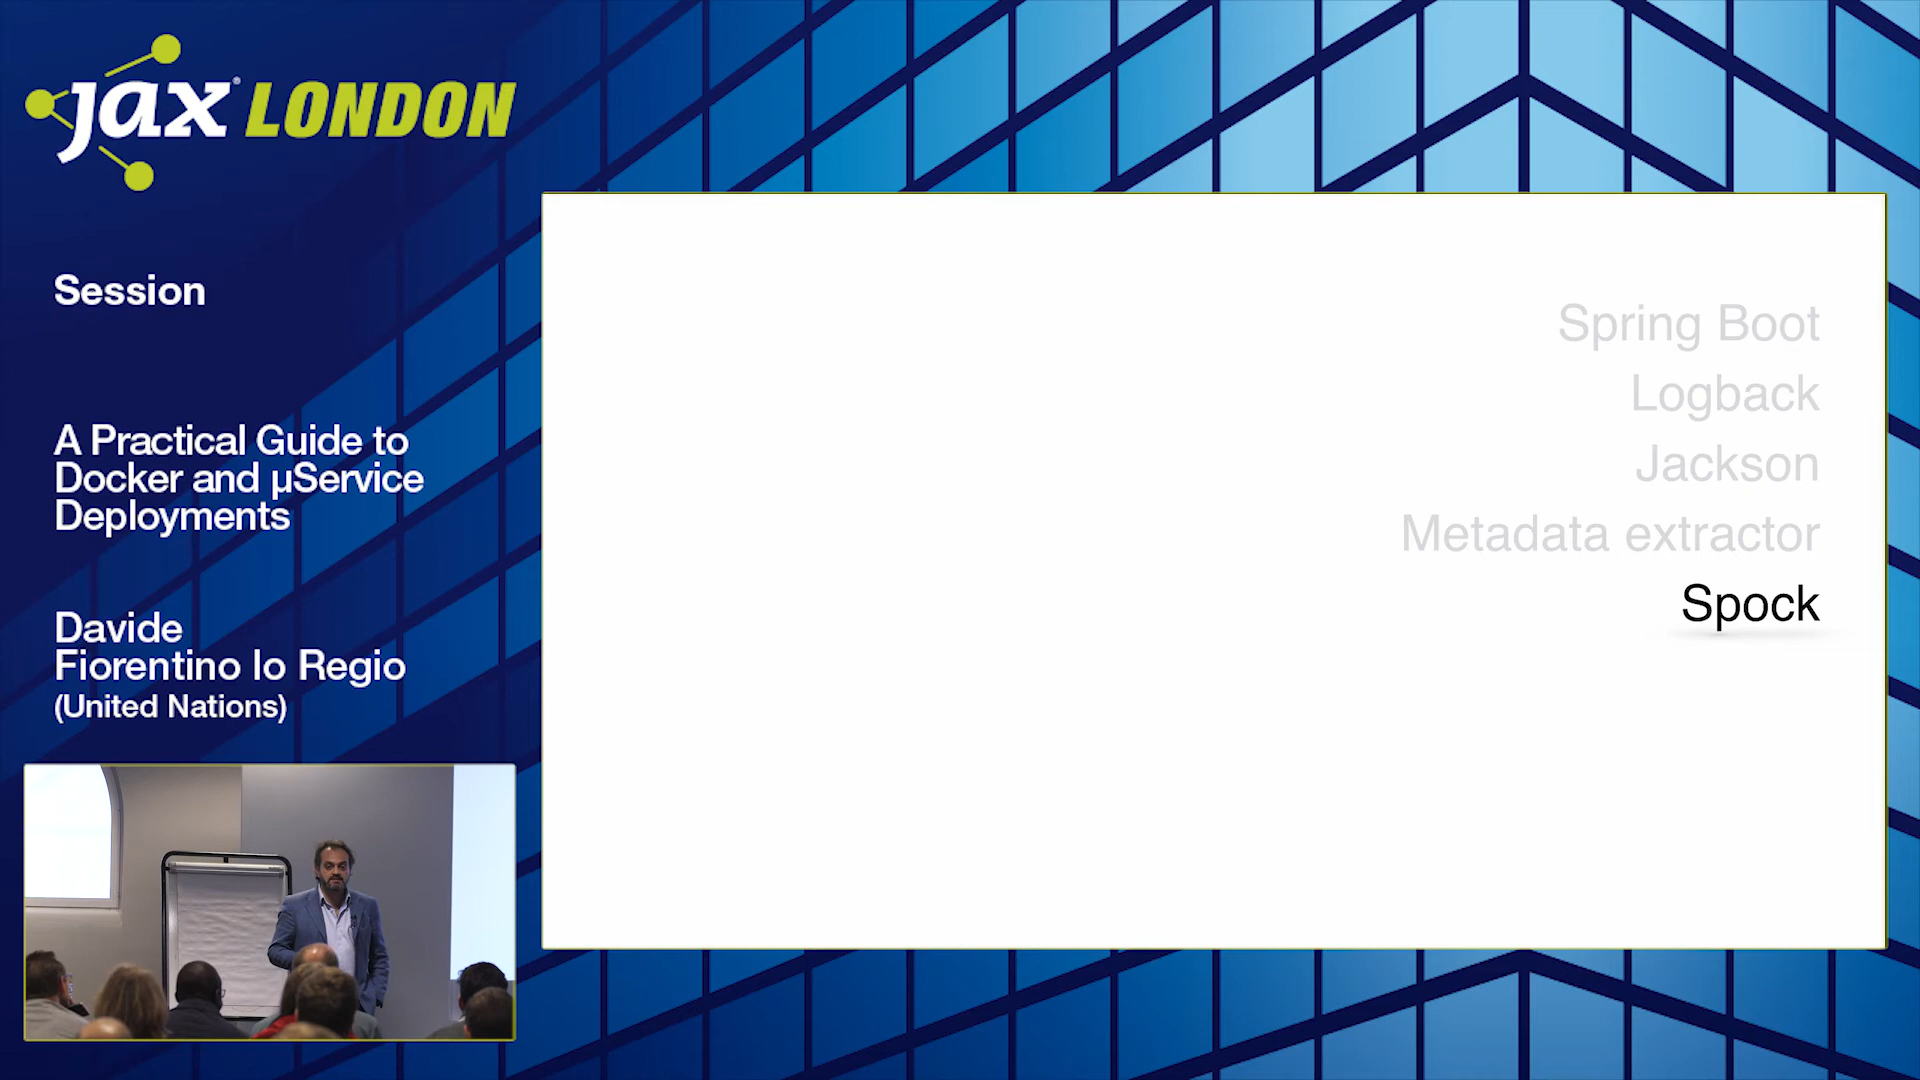 jax® LONDON
Session
A Practical Guide to
Docker and µService
Deployments
Davide
Fiorentino lo Regio
(United Nations)
Spring Boot
Logback
Jackson
Metadata extractor
Spock